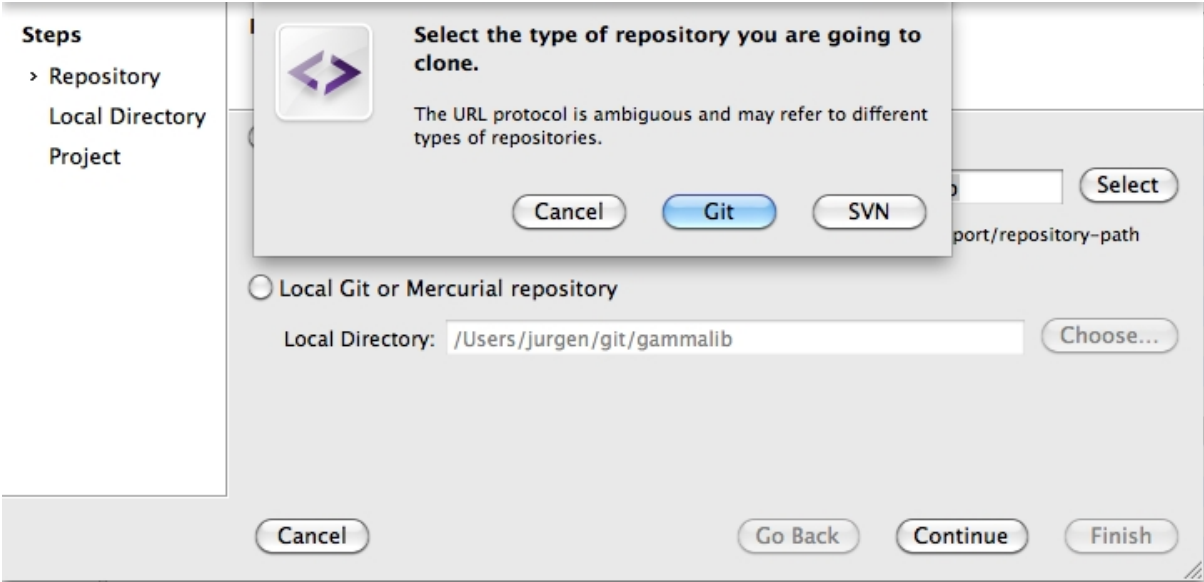 Steps
› Repository
Local Directory
Project
Select the type of repository you are going to
clone.
The URL protocol is ambiguous and may refer to different
types of repositories.
Cancel
Git
SVN
Select
port/repository-path
Local Git or Mercurial repository
Local Directory: /Users/jurgen/git/gammalib
Choose...
Cancel
Go Back
Continue
Finish